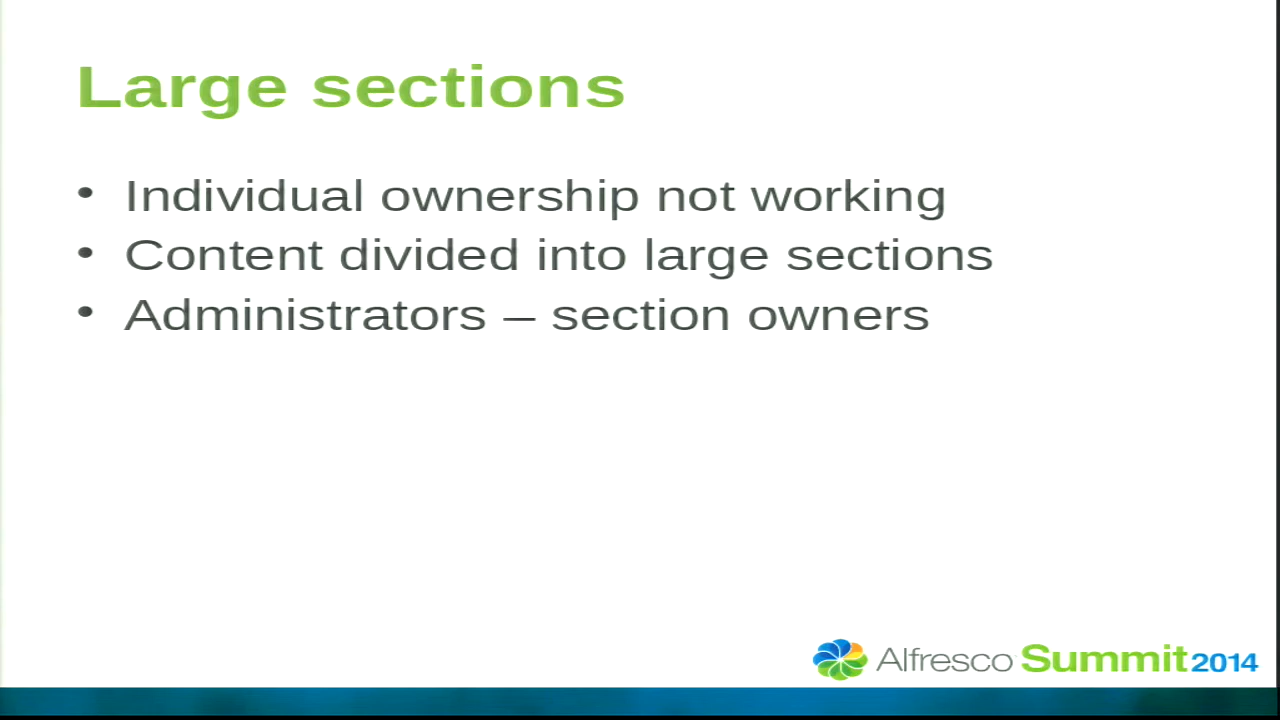 Large sections
• Individual ownership not working
• Content divided into large sections
• Administrators – section owners
Alfresco Summit 2014